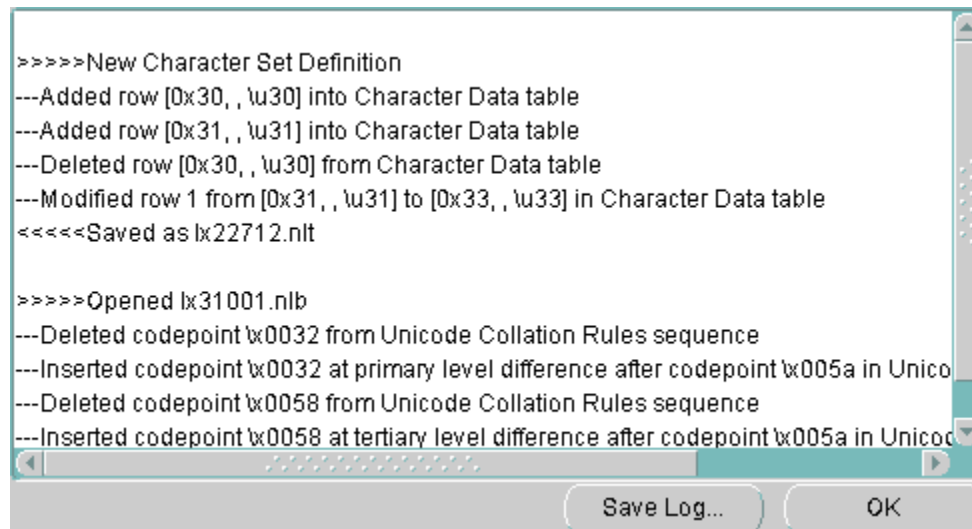 >>>>>New Character Set Definition
---Added row [0x30, , \u30] into Character Data table
---Added row [0x31, , \u31] into Character Data table
---Deleted row [0x30, , \u30] from Character Data table
---Modified row 1 from [0x31, , \u31] to [0x33, , \u33] in Character Data table
<<<<<Saved as lx22712.nlt
>>>>>Opened lx31001.nlb
---Deleted codepoint \x0032 from Unicode Collation Rules sequence
---Inserted codepoint \x0032 at primary level difference after codepoint \x005a in Unico
---Deleted codepoint \x0058 from Unicode Collation Rules sequence
---Inserted codepoint \x0058 at tertiary level difference after codepoint \x005a in Unicod
Save Log... OK